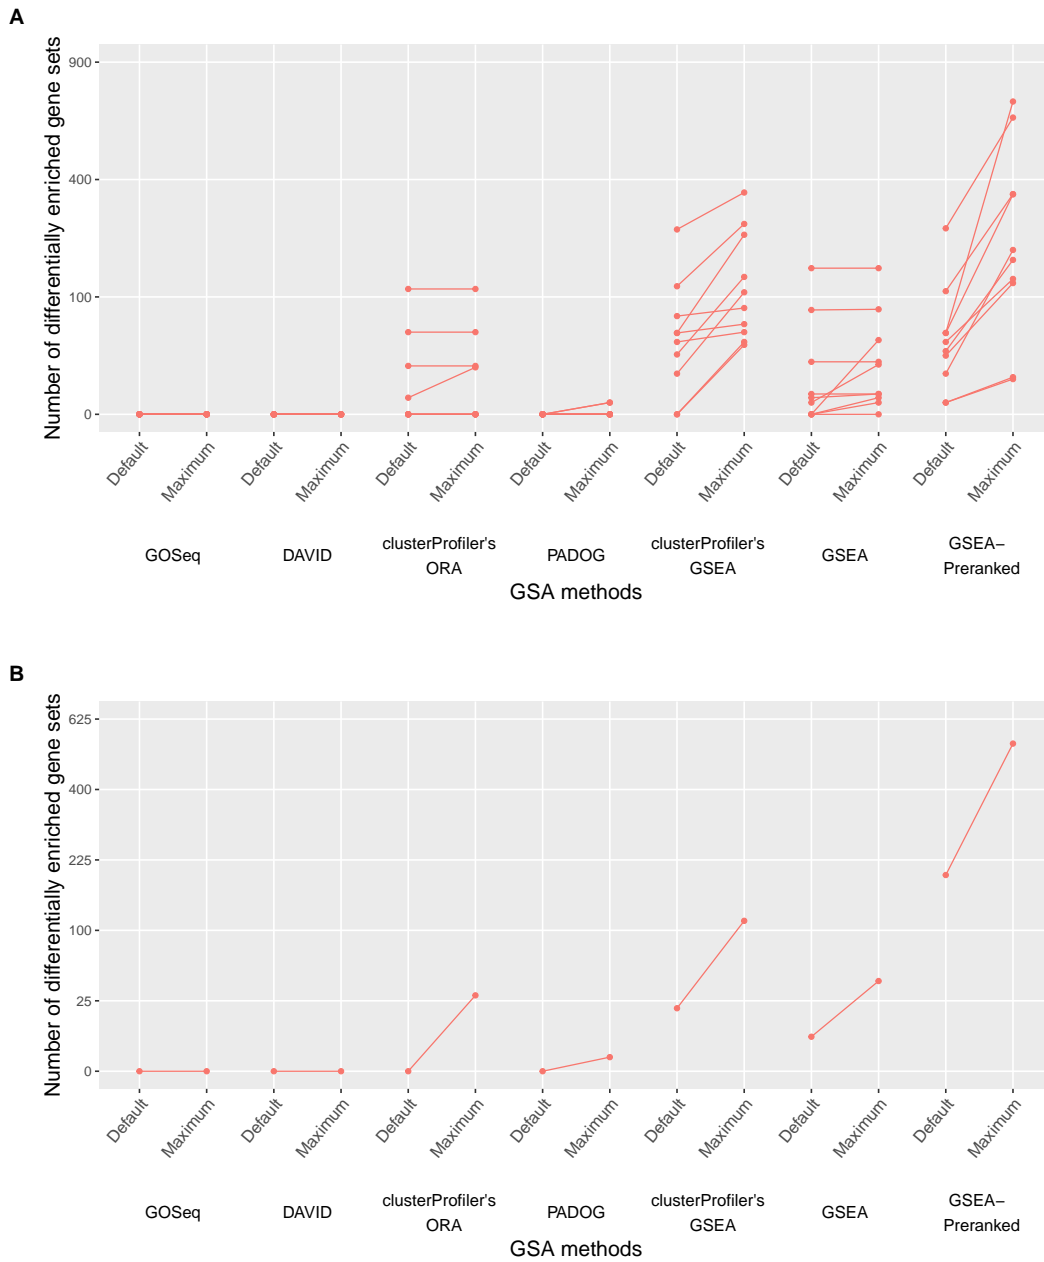 A
Number of differentially enriched gene sets
900
400
100
0
Default Maximum Default Maximum Default Maximum Default Maximum Default Maximum Default Maximum Default Maximum
GOSeq DAVID clusterProfiler's ORA PADOG clusterProfiler's GSEA GSEA GSEA− Preranked
GSA methods
B
Number of differentially enriched gene sets
625
400
225
100
25
0
Default Maximum Default Maximum Default Maximum Default Maximum Default Maximum Default Maximum Default Maximum
GOSeq DAVID clusterProfiler's ORA PADOG clusterProfiler's GSEA GSEA GSEA− Preranked
GSA methods